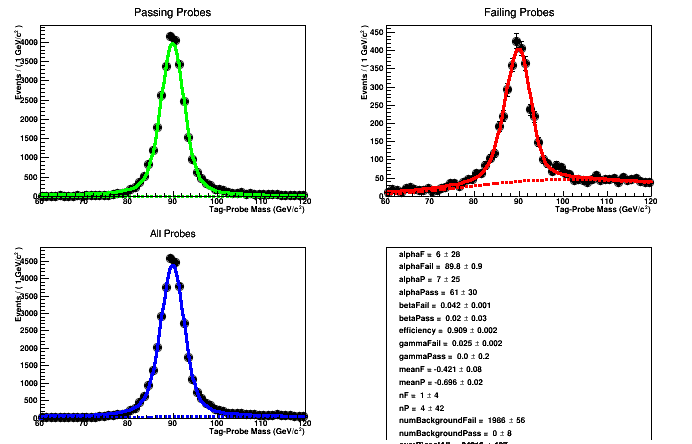 Passing Probes
Events / ( 1 GeV/c² )
4000
3500
3000
2500
2000
1500
1000
500
0
60 70 80 90 100 110 120
Tag-Probe Mass (GeV/c²)
Failing Probes
Events / ( 1 GeV/c² )
450
400
350
300
250
200
150
100
50
0
60 70 80 90 100 110 120
Tag-Probe Mass (GeV/c²)
All Probes
Events / ( 1 GeV/c² )
4500
4000
3500
3000
2500
2000
1500
1000
500
0
60 70 80 90 100 110 120
Tag-Probe Mass (GeV/c²)
alphaF = 6 ± 28
alphaFail = 89.8 ± 0.9
alphaP = 7 ± 25
alphaPass = 61 ± 30
betaFail = 0.042 ± 0.001
betaPass = 0.02 ± 0.03
efficiency = 0.909 ± 0.002
gammaFail = 0.025 ± 0.002
gammaPass = 0.0 ± 0.2
meanF = -0.421 ± 0.08
meanP = -0.696 ± 0.02
nF = 1 ± 4
nP = 4 ± 42
numBackgroundFail = 1986 ± 56
numBackgroundPass = 0 ± 8